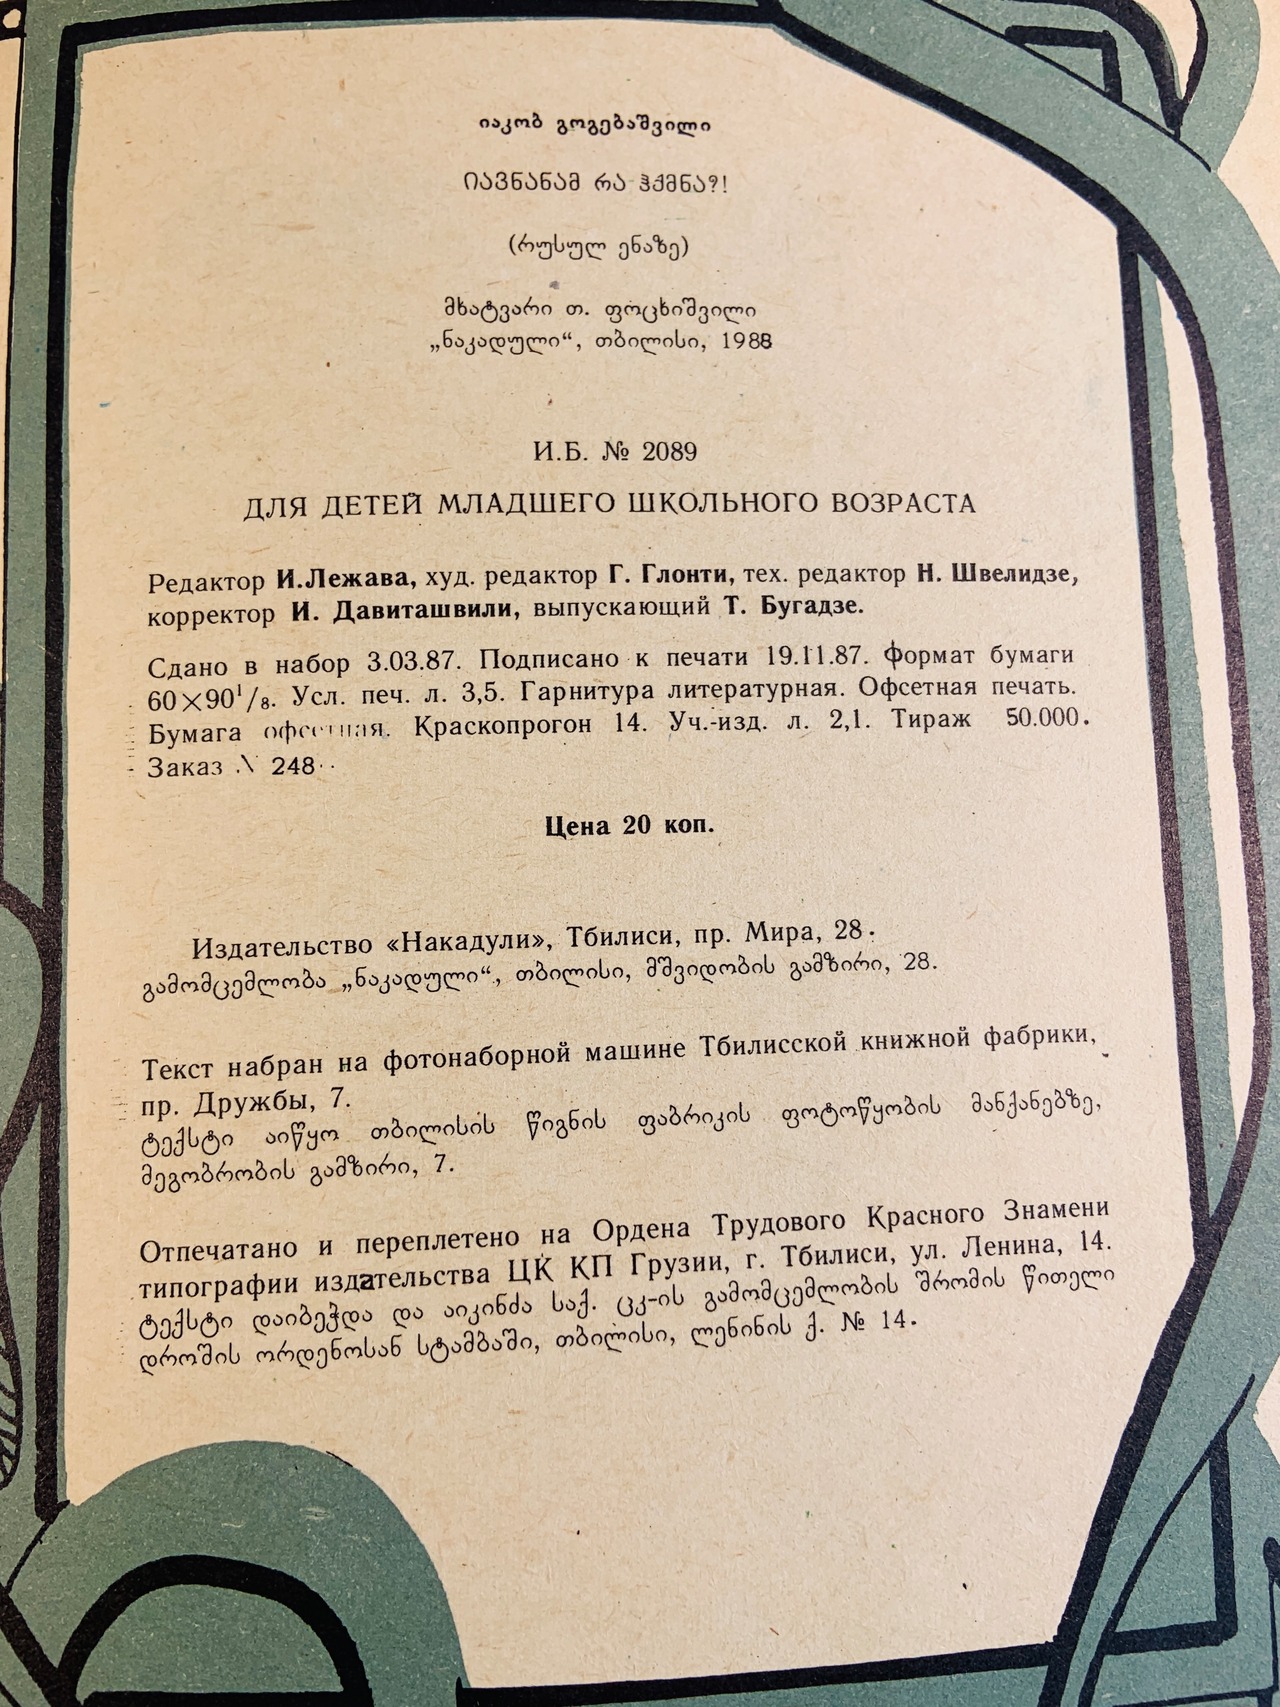 იაკობ გოგებაშვილი
იავნანამ რა ჰქმნა?!
(რუსულ ენაზე)
მხატვარი თ. ფოცხიშვილი
„ნაკადული“, თბილისი, 1988
И.Б. № 2089
ДЛЯ ДЕТЕЙ МЛАДШЕГО ШКОЛЬНОГО ВОЗРАСТА
Редактор И.Лежава, худ. редактор Г. Глонти, тех. редактор Н. Швелидзе,
корректор И. Давиташвили, выпускающий Т. Бугадзе.
Сдано в набор 3.03.87. Подписано к печати 19.11.87. формат бумаги
60×90¹/₈. Усл. печ. л. 3,5. Гарнитура литературная. Офсетная печать.
Бумага офсетная. Краскопрогон 14. Уч.-изд. л. 2,1. Тираж 50.000.
Заказ № 248
Цена 20 коп.
Издательство «Накадули», Тбилиси, пр. Мира, 28.
გამომცემლობა „ნაკადული“, თბილისი, მშვიდობის გამზირი, 28.
Текст набран на фотонаборной машине Тбилисской книжной фабрики,
пр. Дружбы, 7.
ტექსტი აიწყო თბილისის წიგნის ფაბრიკის ფოტოწყობის მანქანებზე,
მეგობრობის გამზირი, 7.
Отпечатано и переплетено на Ордена Трудового Красного Знамени
типографии издательства ЦК КП Грузии, г. Тбилиси, ул. Ленина, 14.
ტექსტი დაიბეჭდა და აიკინძა საქ. ცკ-ის გამომცემლობის შრომის წითელი
დროშის ორდენოსან სტამბაში, თბილისი, ლენინის ქ. № 14.